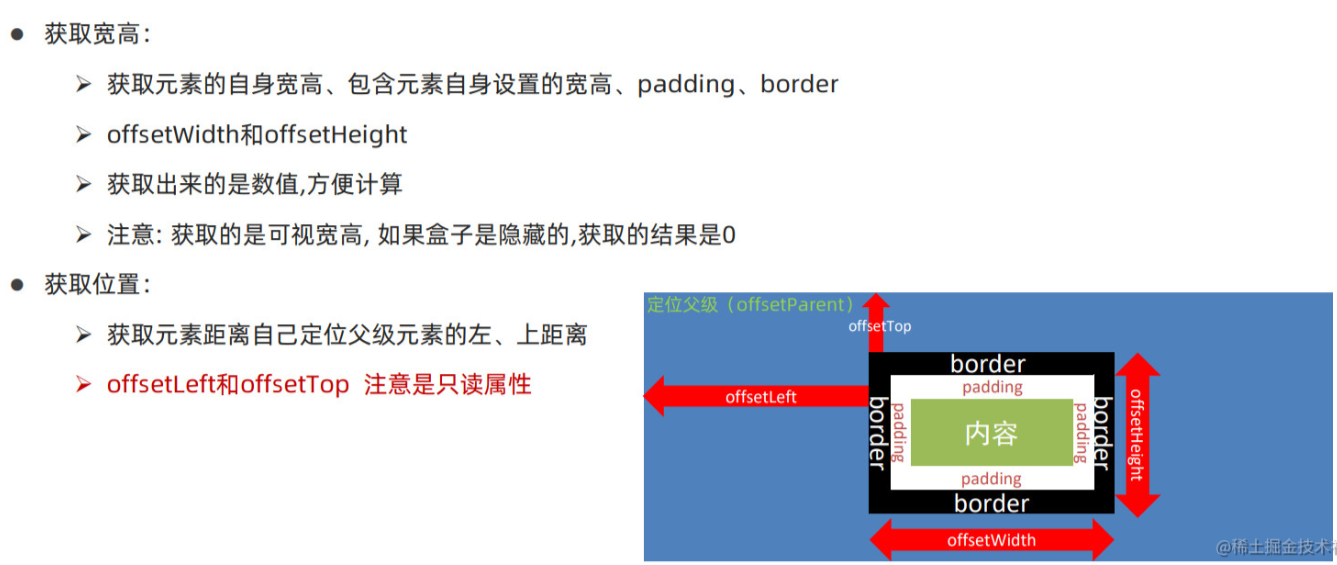 获取宽高：
获取元素的自身宽高、包含元素自身设置的宽高、padding、border
offsetWidth和offsetHeight
获取出来的是数值,方便计算
注意: 获取的是可视宽高, 如果盒子是隐藏的,获取的结果是0
获取位置：
获取元素距离自己定位父级元素的左、上距离
offsetLeft和offsetTop 注意是只读属性
定位父级（offsetParent）
offsetTop
border
padding
offsetLeft
border
padding
内容
padding
border
offsetHeight
padding
border
offsetWidth
@稀土掘金技术社